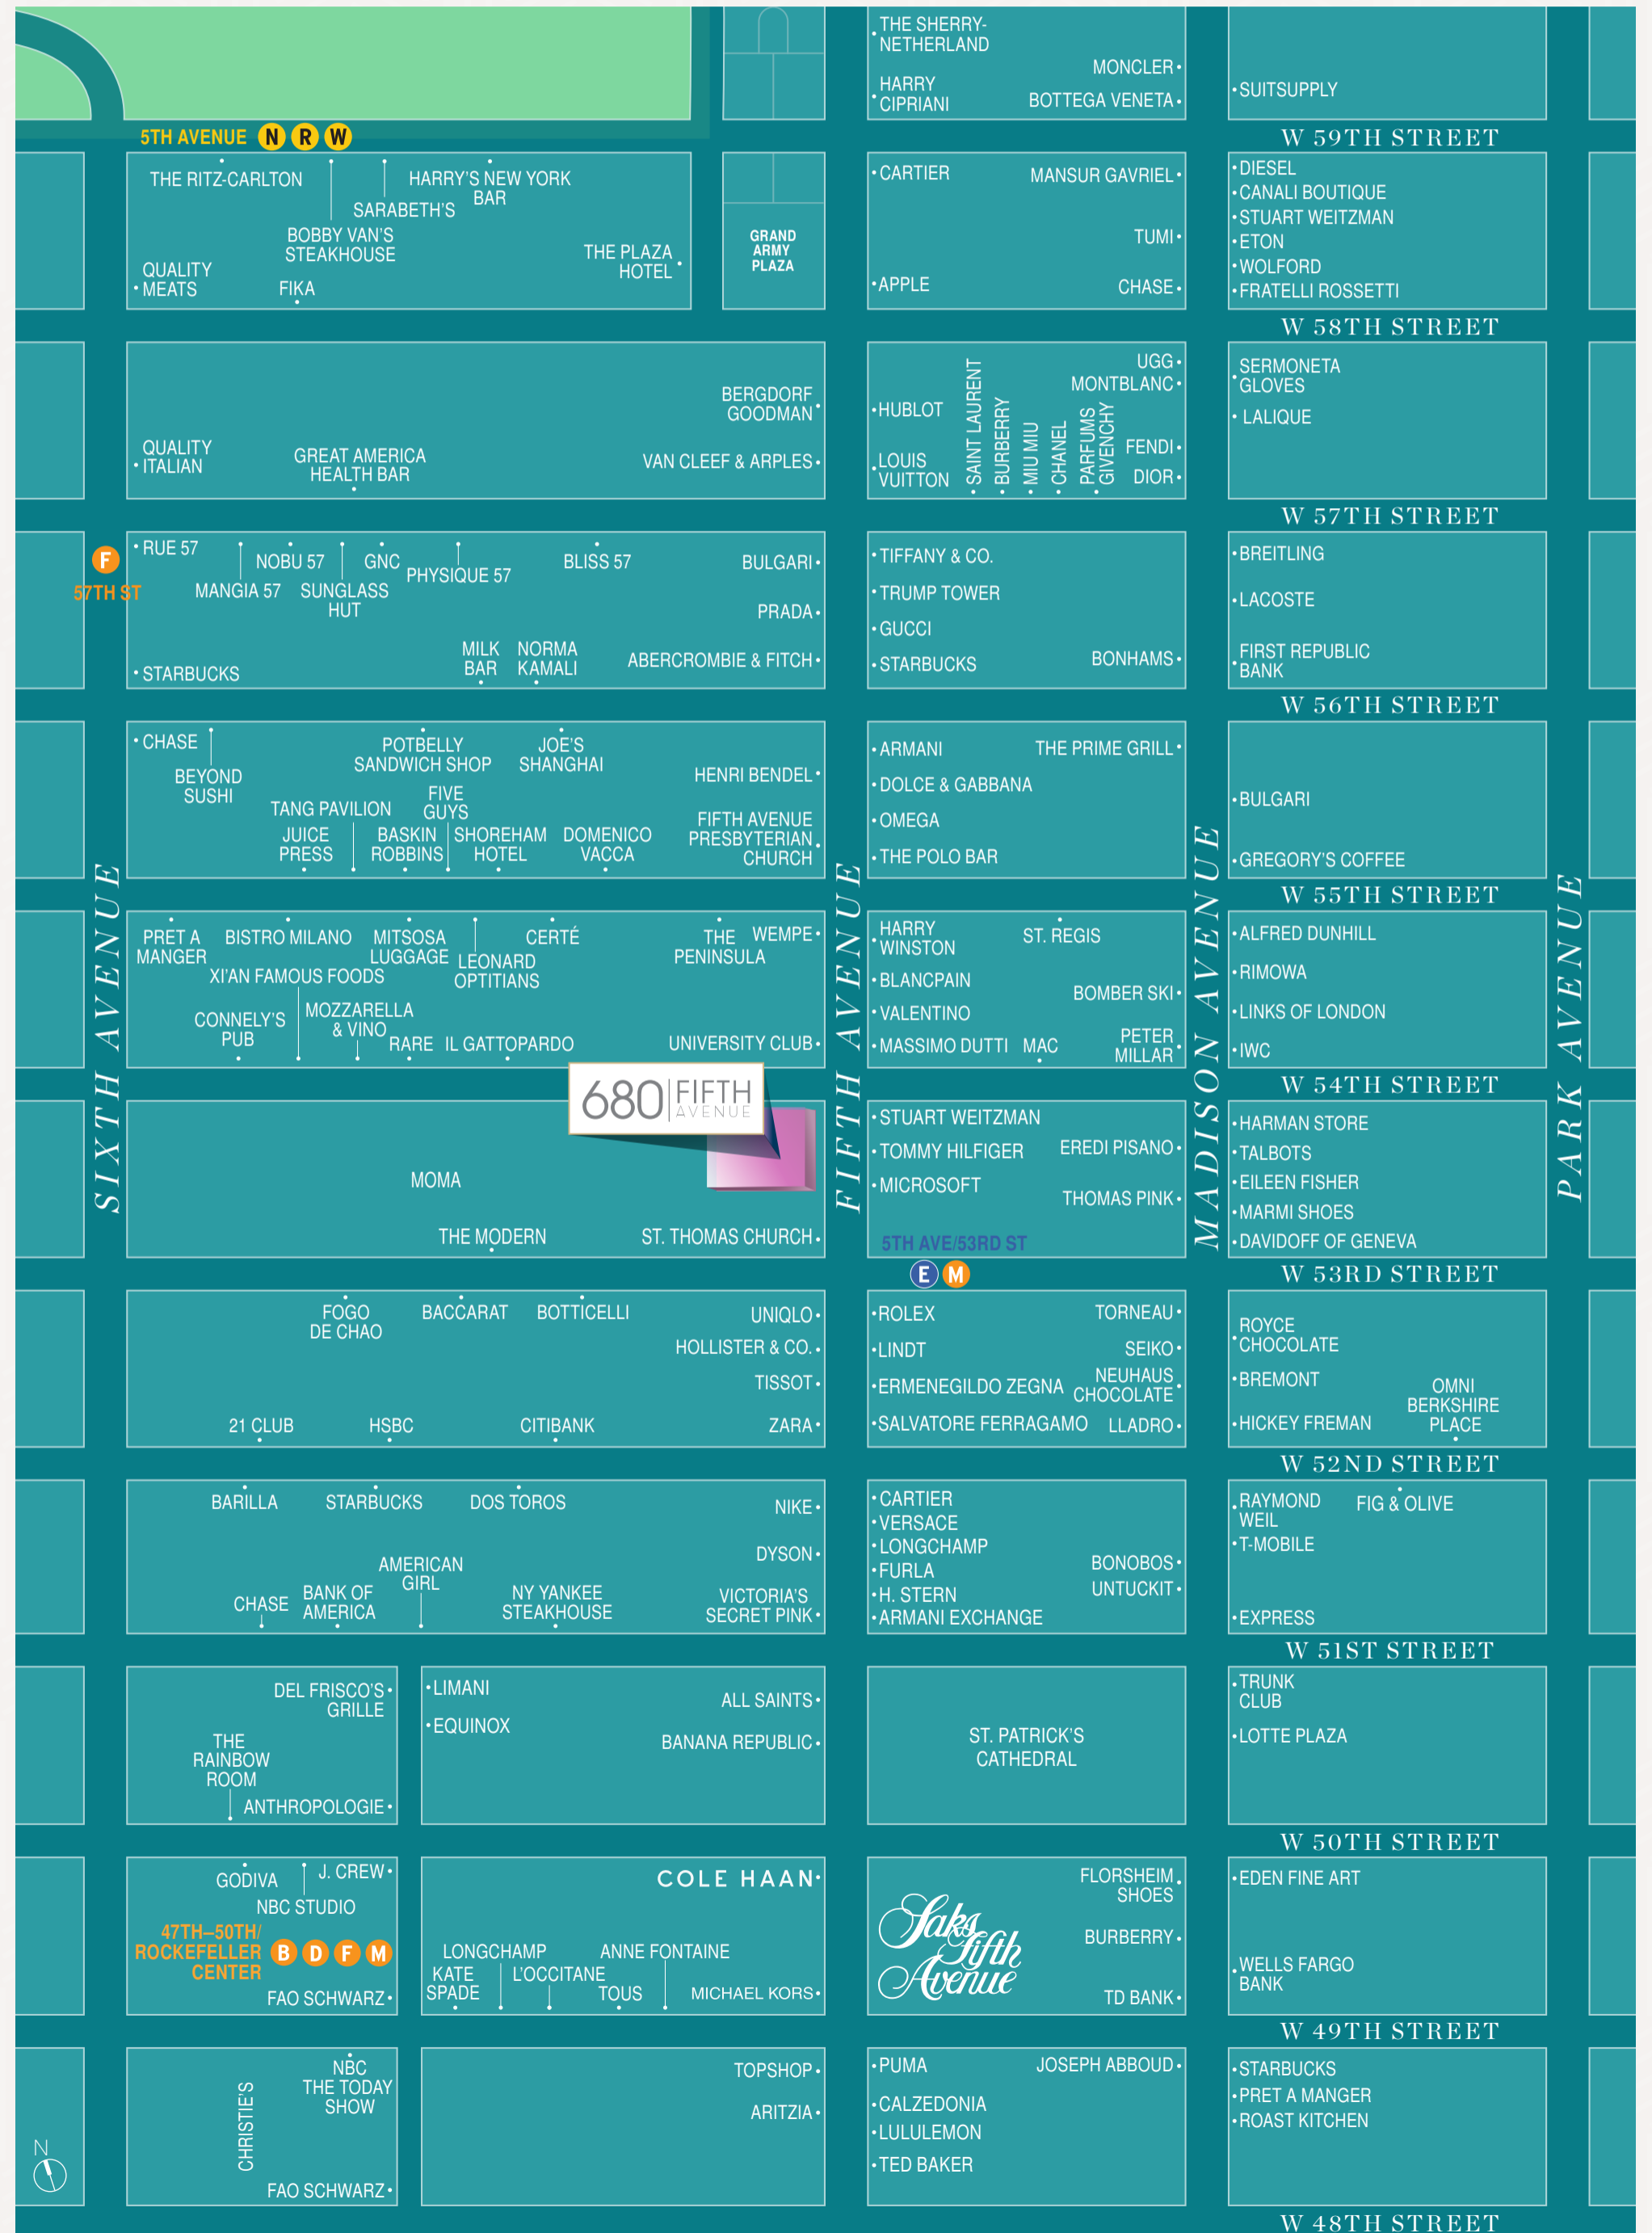 THE SHERRY-
NETHERLAND
MONCLER
HARRY
CIPRIANI
BOTTEGA VENETA
SUITSUPPLY
5TH AVENUE N R W
W 59TH STREET
THE RITZ-CARLTON
HARRY'S NEW YORK
BAR
SARABETH'S
BOBBY VAN'S
STEAKHOUSE
QUALITY
MEATS
FIKA
THE PLAZA
HOTEL
GRAND
ARMY
PLAZA
CARTIER
MANSUR GAVRIEL
TUMI
APPLE
CHASE
DIESEL
CANALI BOUTIQUE
STUART WEITZMAN
ETON
WOLFORD
FRATELLI ROSSETTI
W 58TH STREET
BERGDORF
GOODMAN
QUALITY
ITALIAN
GREAT AMERICA
HEALTH BAR
VAN CLEEF & ARPLES
HUBLOT
LOUIS
VUITTON
SAINT LAURENT
BURBERRY
MIU MIU
CHANEL
PARFUMS
GIVENCHY
UGG
MONTBLANC
FENDI
DIOR
SERMONETA
GLOVES
LALIQUE
W 57TH STREET
F
57TH ST
RUE 57
NOBU 57
GNC
PHYSIQUE 57
BLISS 57
BULGARI
MANGIA 57
SUNGLASS
HUT
PRADA
MILK
BAR
NORMA
KAMALI
ABERCROMBIE & FITCH
STARBUCKS
TIFFANY & CO.
TRUMP TOWER
GUCCI
STARBUCKS
BONHAMS
BREITLING
LACOSTE
FIRST REPUBLIC
BANK
W 56TH STREET
CHASE
BEYOND
SUSHI
POTBELLY
SANDWICH SHOP
JOE'S
SHANGHAI
HENRI BENDEL
TANG PAVILION
FIVE
GUYS
JUICE
PRESS
BASKIN
ROBBINS
SHOREHAM
HOTEL
DOMENICO
VACCA
FIFTH AVENUE
PRESBYTERIAN
CHURCH
ARMANI
THE PRIME GRILL
DOLCE & GABBANA
OMEGA
THE POLO BAR
BULGARI
GREGORY'S COFFEE
W 55TH STREET
SIXTH AVENUE
FIFTH AVENUE
MADISON AVENUE
PARK AVENUE
PRET A
MANGER
BISTRO MILANO
MITSOSA
LUGGAGE
LEONARD
OPTITIANS
CERTÉ
THE
PENINSULA
WEMPE
XI'AN FAMOUS FOODS
CONNELY'S
PUB
MOZZARELLA
& VINO
RARE
IL GATTOPARDO
UNIVERSITY CLUB
HARRY
WINSTON
ST. REGIS
BLANCPAIN
VALENTINO
BOMBER SKI
MASSIMO DUTTI
MAC
PETER
MILLAR
ALFRED DUNHILL
RIMOWA
LINKS OF LONDON
IWC
W 54TH STREET
680 FIFTH
AVENUE
MOMA
THE MODERN
ST. THOMAS CHURCH
STUART WEITZMAN
TOMMY HILFIGER
MICROSOFT
EREDI PISANO
THOMAS PINK
5TH AVE/53RD ST
E M
HARMAN STORE
TALBOTS
EILEEN FISHER
MARMI SHOES
DAVIDOFF OF GENEVA
W 53RD STREET
FOGO
DE CHAO
BACCARAT
BOTTICELLI
UNIQLO
HOLLISTER & CO.
TISSOT
21 CLUB
HSBC
CITIBANK
ZARA
ROLEX
TORNEAU
LINDT
SEIKO
ERMENEGILDO ZEGNA
NEUHAUS
CHOCOLATE
SALVATORE FERRAGAMO
LLADRO
ROYCE
CHOCOLATE
BREMONT
HICKEY FREMAN
OMNI
BERKSHIRE
PLACE
W 52ND STREET
BARILLA
STARBUCKS
DOS TOROS
NIKE
DYSON
AMERICAN
GIRL
CHASE
BANK OF
AMERICA
NY YANKEE
STEAKHOUSE
VICTORIA'S
SECRET PINK
CARTIER
VERSACE
LONGCHAMP
FURLA
H. STERN
ARMANI EXCHANGE
BONOBOS
UNTUCKIT
RAYMOND
WEIL
FIG & OLIVE
T-MOBILE
EXPRESS
W 51ST STREET
DEL FRISCO'S
GRILLE
THE
RAINBOW
ROOM
ANTHROPOLOGIE
LIMANI
EQUINOX
ALL SAINTS
BANANA REPUBLIC
ST. PATRICK'S
CATHEDRAL
TRUNK
CLUB
LOTTE PLAZA
W 50TH STREET
GODIVA
J. CREW
NBC STUDIO
47TH–50TH/
ROCKEFELLER
CENTER
B D F M
FAO SCHWARZ
COLE HAAN
LONGCHAMP
ANNE FONTAINE
KATE
SPADE
L'OCCITANE
TOUS
MICHAEL KORS
Saks
Fifth
Avenue
FLORSHEIM
SHOES
BURBERRY
TD BANK
EDEN FINE ART
WELLS FARGO
BANK
W 49TH STREET
N
CHRISTIE'S
NBC
THE TODAY
SHOW
FAO SCHWARZ
TOPSHOP
ARITZIA
PUMA
JOSEPH ABBOUD
CALZEDONIA
LULULEMON
TED BAKER
STARBUCKS
PRET A MANGER
ROAST KITCHEN
W 48TH STREET